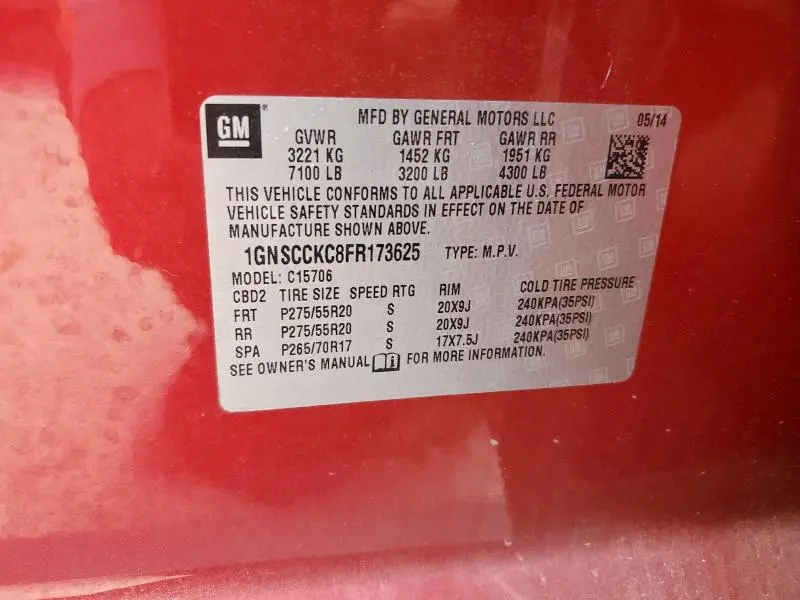 GM
MFD BY GENERAL MOTORS LLC 05/14
GVWR GAWR FRT GAWR RR
3221 KG 1452 KG 1951 KG
7100 LB 3200 LB 4300 LB
THIS VEHICLE CONFORMS TO ALL APPLICABLE U.S. FEDERAL MOTOR
VEHICLE SAFETY STANDARDS IN EFFECT ON THE DATE OF
MANUFACTURE SHOWN ABOVE.
1GNSCCKC8FR173625 TYPE: M.P.V.
MODEL: C15706
CBD2 TIRE SIZE SPEED RTG RIM COLD TIRE PRESSURE
FRT P275/55R20 S 20X9J 240KPA(35PSI)
RR P275/55R20 S 20X9J 240KPA(35PSI)
SPA P265/70R17 S 17X7.5J 240KPA(35PSI)
SEE OWNER'S MANUAL FOR MORE INFORMATION.